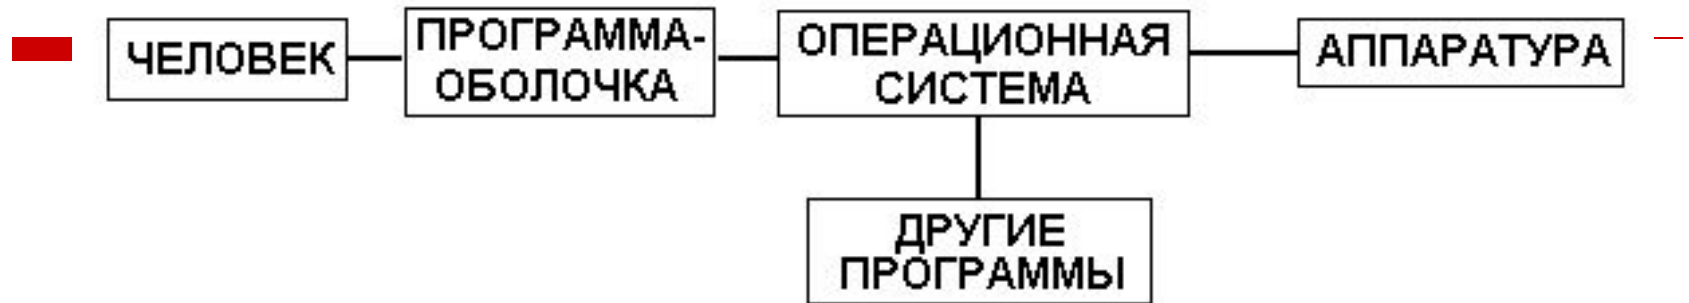 ЧЕЛОВЕК
ПРОГРАММА-
ОБОЛОЧКА
ОПЕРАЦИОННАЯ
СИСТЕМА
АППАРАТУРА
ДРУГИЕ
ПРОГРАММЫ